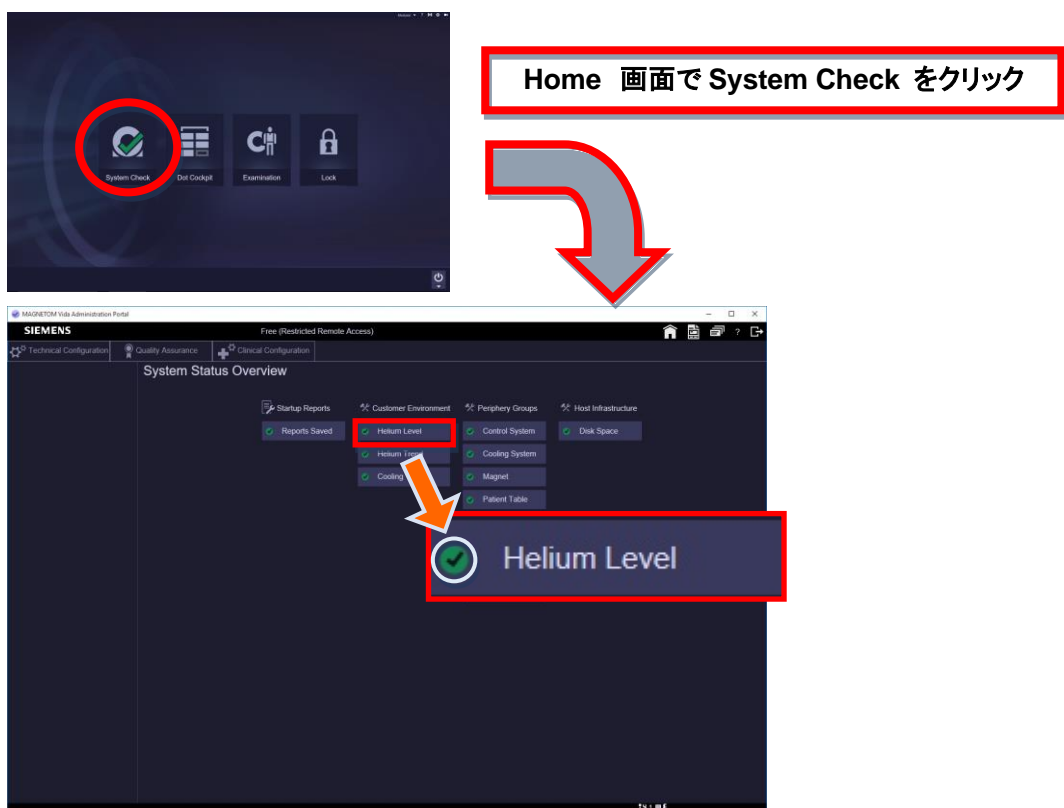 Home 画面で System Check をクリック
System Check
Dot Cockpit
Examination
Lock
MAGNETOM Vida Administration Portal
SIEMENS
Free (Restricted Remote Access)
?
Technical Configuration
Quality Assurance
Clinical Configuration
System Status Overview
Startup Reports
Customer Environment
Periphery Groups
Host Infrastructure
Reports Saved
Helium Level
Control System
Disk Space
Helium Trend
Cooling System
Cooling
Magnet
Patient Table
Helium Level